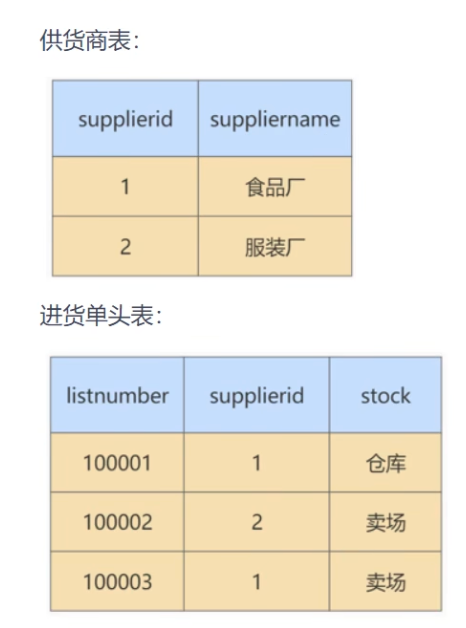 供货商表：
supplierid suppliername
1 食品厂
2 服装厂
进货单头表：
listnumber supplierid stock
100001 1 仓库
100002 2 卖场
100003 1 卖场